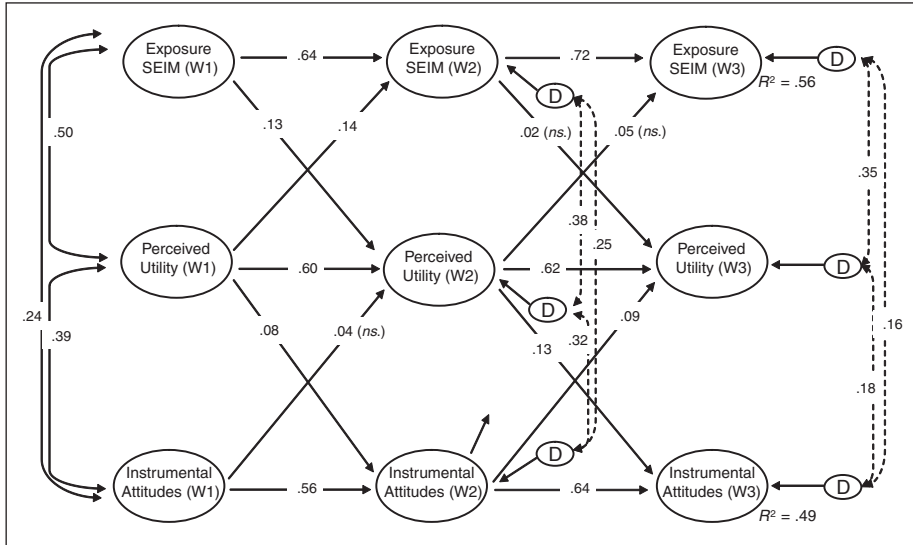 Exposure
SEIM (W1)
.64
Exposure
SEIM (W2)
.72
Exposure
SEIM (W3)
D
R² = .56
D
.50
.13
.14
.02 (ns.)
.05 (ns.)
.35
.38
.25
Perceived
Utility (W1)
.60
Perceived
Utility (W2)
.62
Perceived
Utility (W3)
D
D
.24
.39
.08
.04 (ns.)
.32
.13
.09
.16
.18
D
Instrumental
Attitudes (W1)
.56
Instrumental
Attitudes (W2)
.64
Instrumental
Attitudes (W3)
D
R² = .49